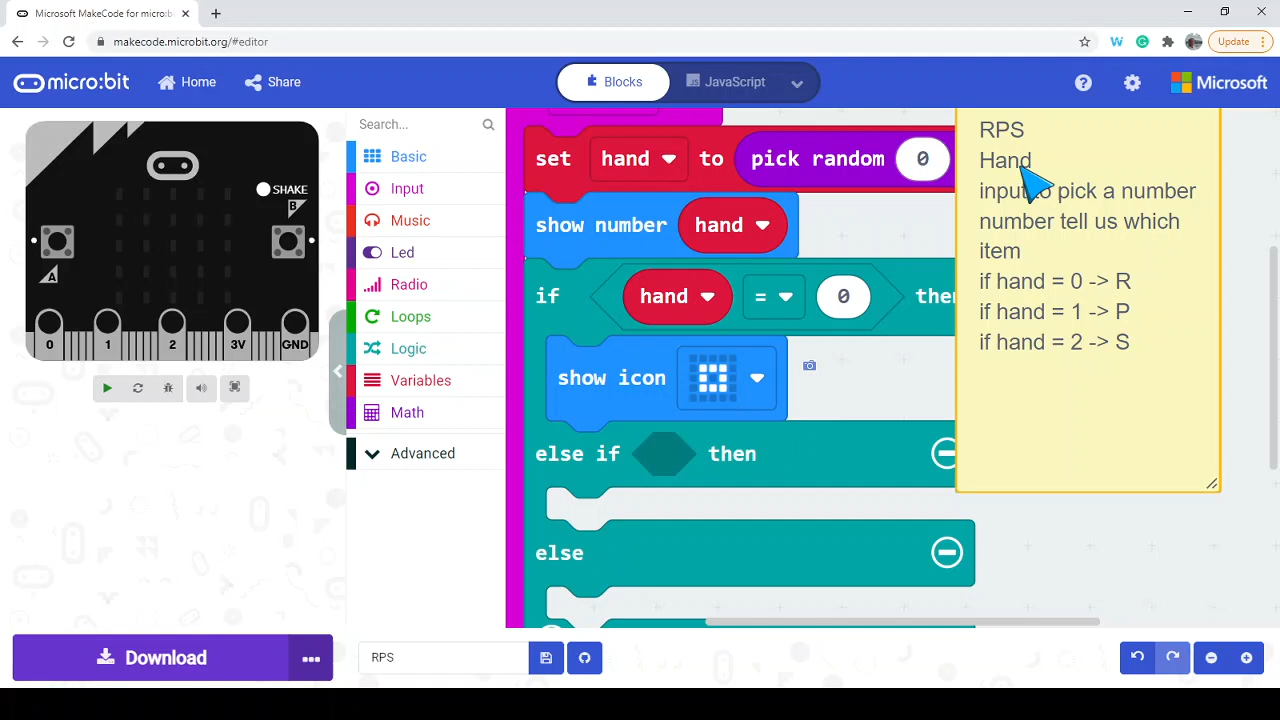 Microsoft MakeCode for micro:b
makecode.microbit.org/#editor
Update
micro:bit
Home
Share
Blocks
JS
JavaScript
?
Microsoft
SHAKE
B
A
0
1
2
3V
GND
Search...
Basic
Input
Music
Led
Radio
Loops
Logic
Variables
Math
Advanced
set hand to pick random 0
show number hand
if hand = 0 then
show icon
else if then
else
RPS
Hand
input to pick a number
number tell us which
item
if hand = 0 -> R
if hand = 1 -> P
if hand = 2 -> S
Download
...
RPS